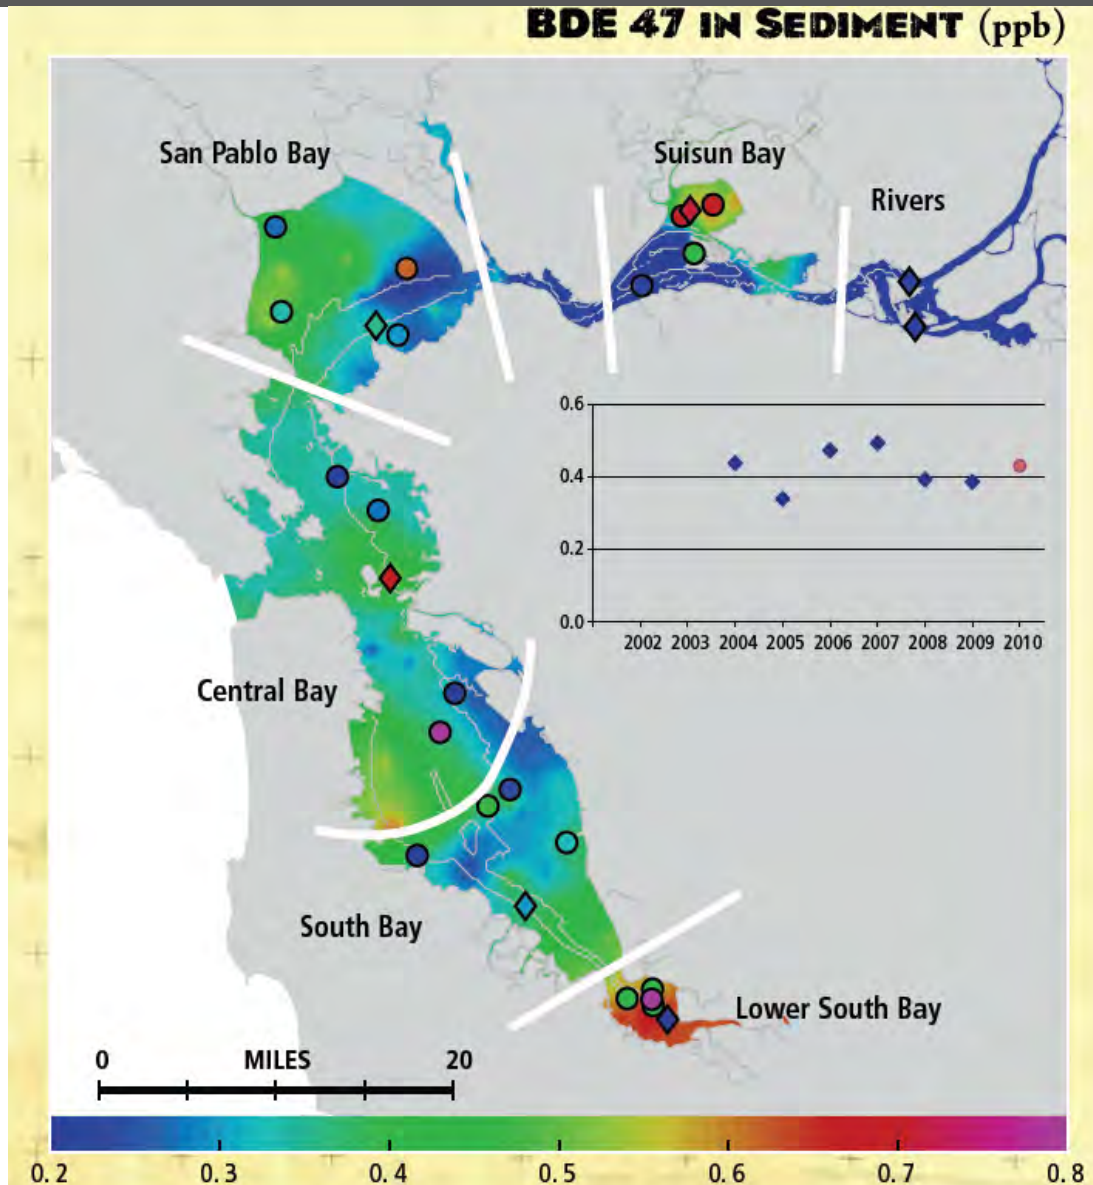 BDE 47 IN SEDIMENT (ppb)
San Pablo Bay
Suisun Bay
Rivers
0.6
0.4
0.2
0.0
2002 2003 2004 2005 2006 2007 2008 2009 2010
Central Bay
South Bay
Lower South Bay
0 MILES 20
0.2 0.3 0.4 0.5 0.6 0.7 0.8